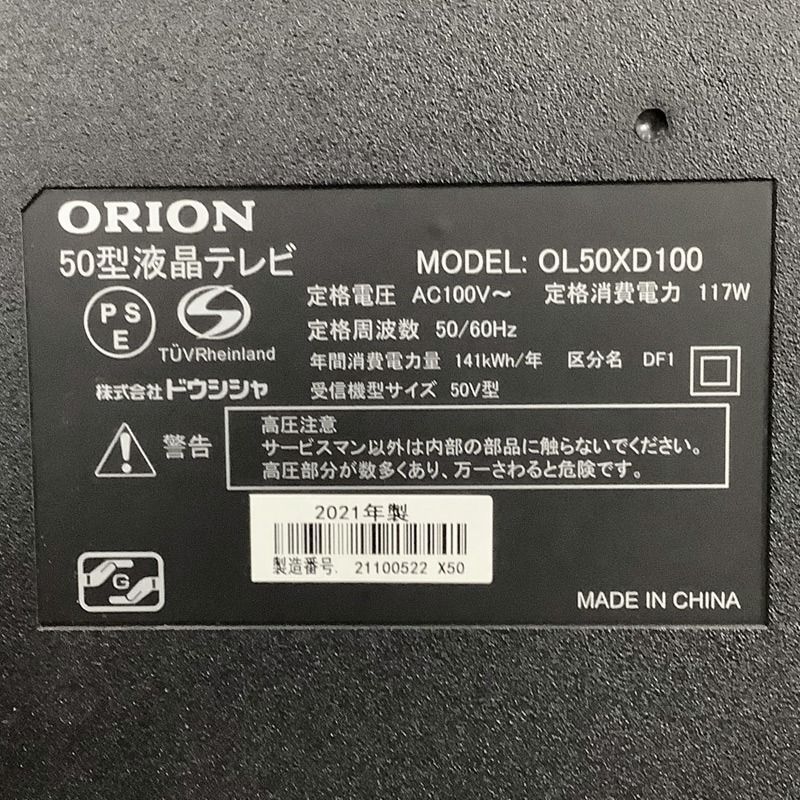 ORION
50型液晶テレビ MODEL: OL50XD100
PS
E
TÜVRheinland
定格電圧 AC100V～ 定格消費電力 117W
定格周波数 50/60Hz
年間消費電力量 141kWh/年 区分名 DF1
株式会社ドウシシャ 受信機型サイズ 50V型
警告
高圧注意
サービスマン以外は内部の部品に触らないでください。
高圧部分が数多くあり、万一さわると危険です。
2021年製
製造番号. 21100522 X50
G
MADE IN CHINA